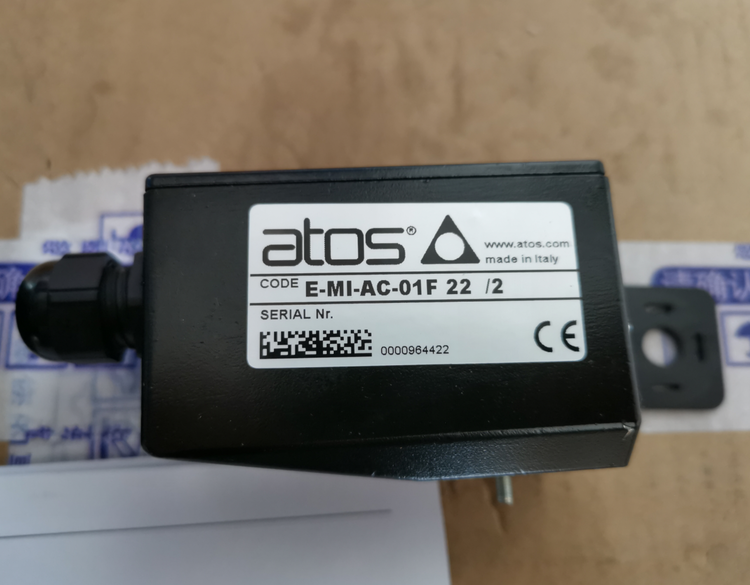 atos®
www.atos.com
made in Italy
CODE E-MI-AC-01F 22 /2
SERIAL Nr.
0000964422
CE